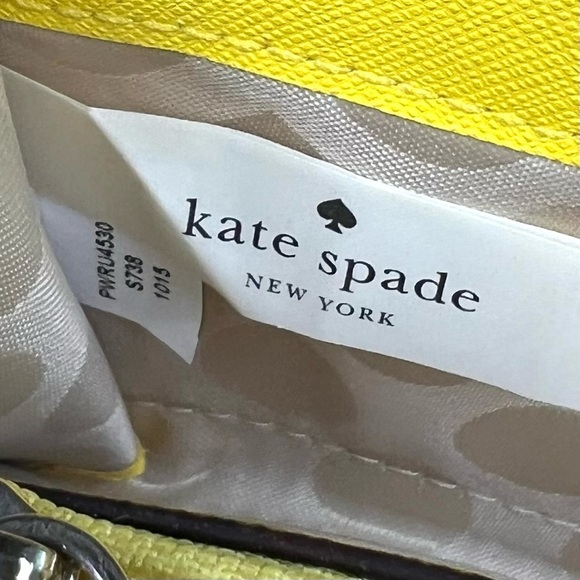 kate spade
NEW YORK
PWRU4530
S738
1015